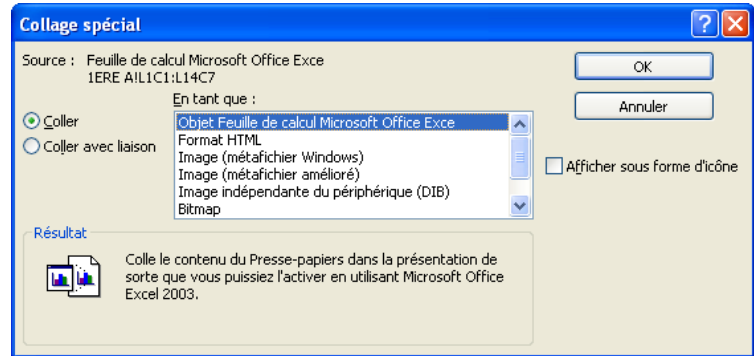 Collage spécial
Source : Feuille de calcul Microsoft Office Exce
1ERE A!L1C1:L14C7
En tant que :
Coller
Coller avec liaison
Objet Feuille de calcul Microsoft Office Exce
Format HTML
Image (métafichier Windows)
Image (métafichier amélioré)
Image indépendante du périphérique (DIB)
Bitmap
OK
Annuler
Afficher sous forme d'icône
Résultat
Colle le contenu du Presse-papiers dans la présentation de
sorte que vous puissiez l'activer en utilisant Microsoft Office
Excel 2003.